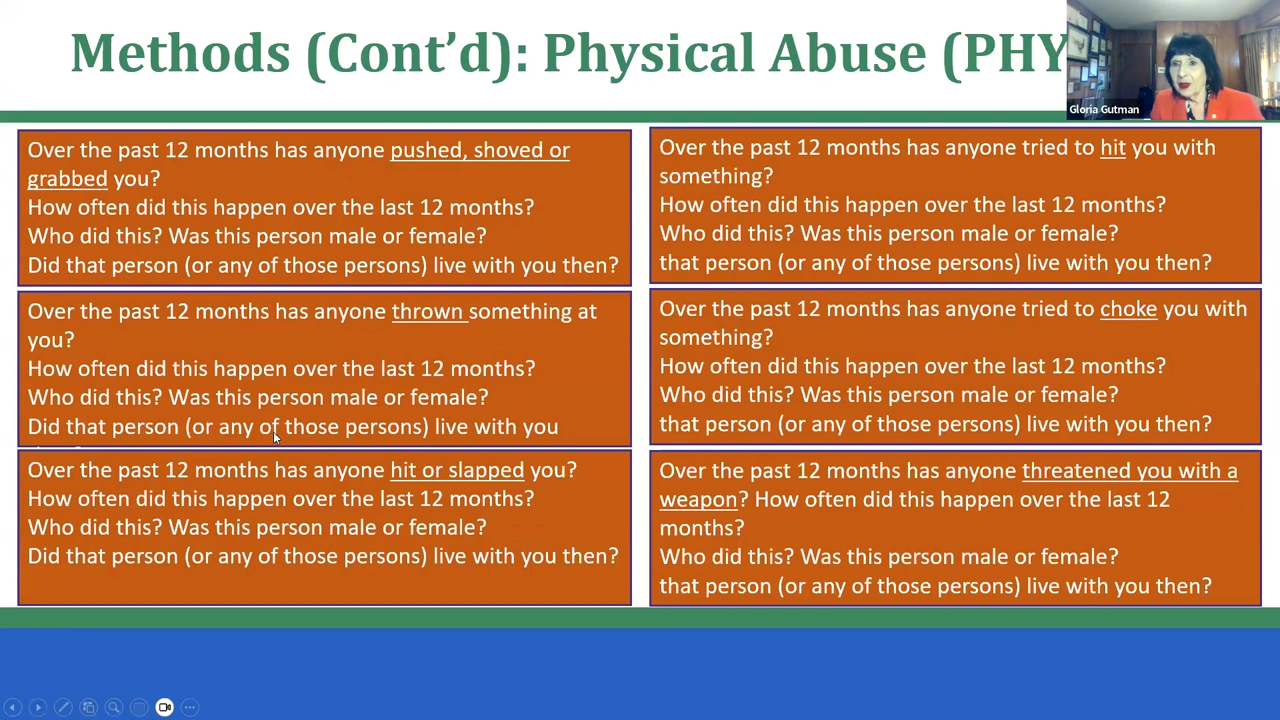 Methods (Cont’d): Physical Abuse (PHY
Gloria Gutman
Over the past 12 months has anyone pushed, shoved or
grabbed you?
How often did this happen over the last 12 months?
Who did this? Was this person male or female?
Did that person (or any of those persons) live with you then?
Over the past 12 months has anyone thrown something at
you?
How often did this happen over the last 12 months?
Who did this? Was this person male or female?
Did that person (or any of those persons) live with you
Over the past 12 months has anyone hit or slapped you?
How often did this happen over the last 12 months?
Who did this? Was this person male or female?
Did that person (or any of those persons) live with you then?
Over the past 12 months has anyone tried to hit you with
something?
How often did this happen over the last 12 months?
Who did this? Was this person male or female?
that person (or any of those persons) live with you then?
Over the past 12 months has anyone tried to choke you with
something?
How often did this happen over the last 12 months?
Who did this? Was this person male or female?
that person (or any of those persons) live with you then?
Over the past 12 months has anyone threatened you with a
weapon? How often did this happen over the last 12
months?
Who did this? Was this person male or female?
that person (or any of those persons) live with you then?